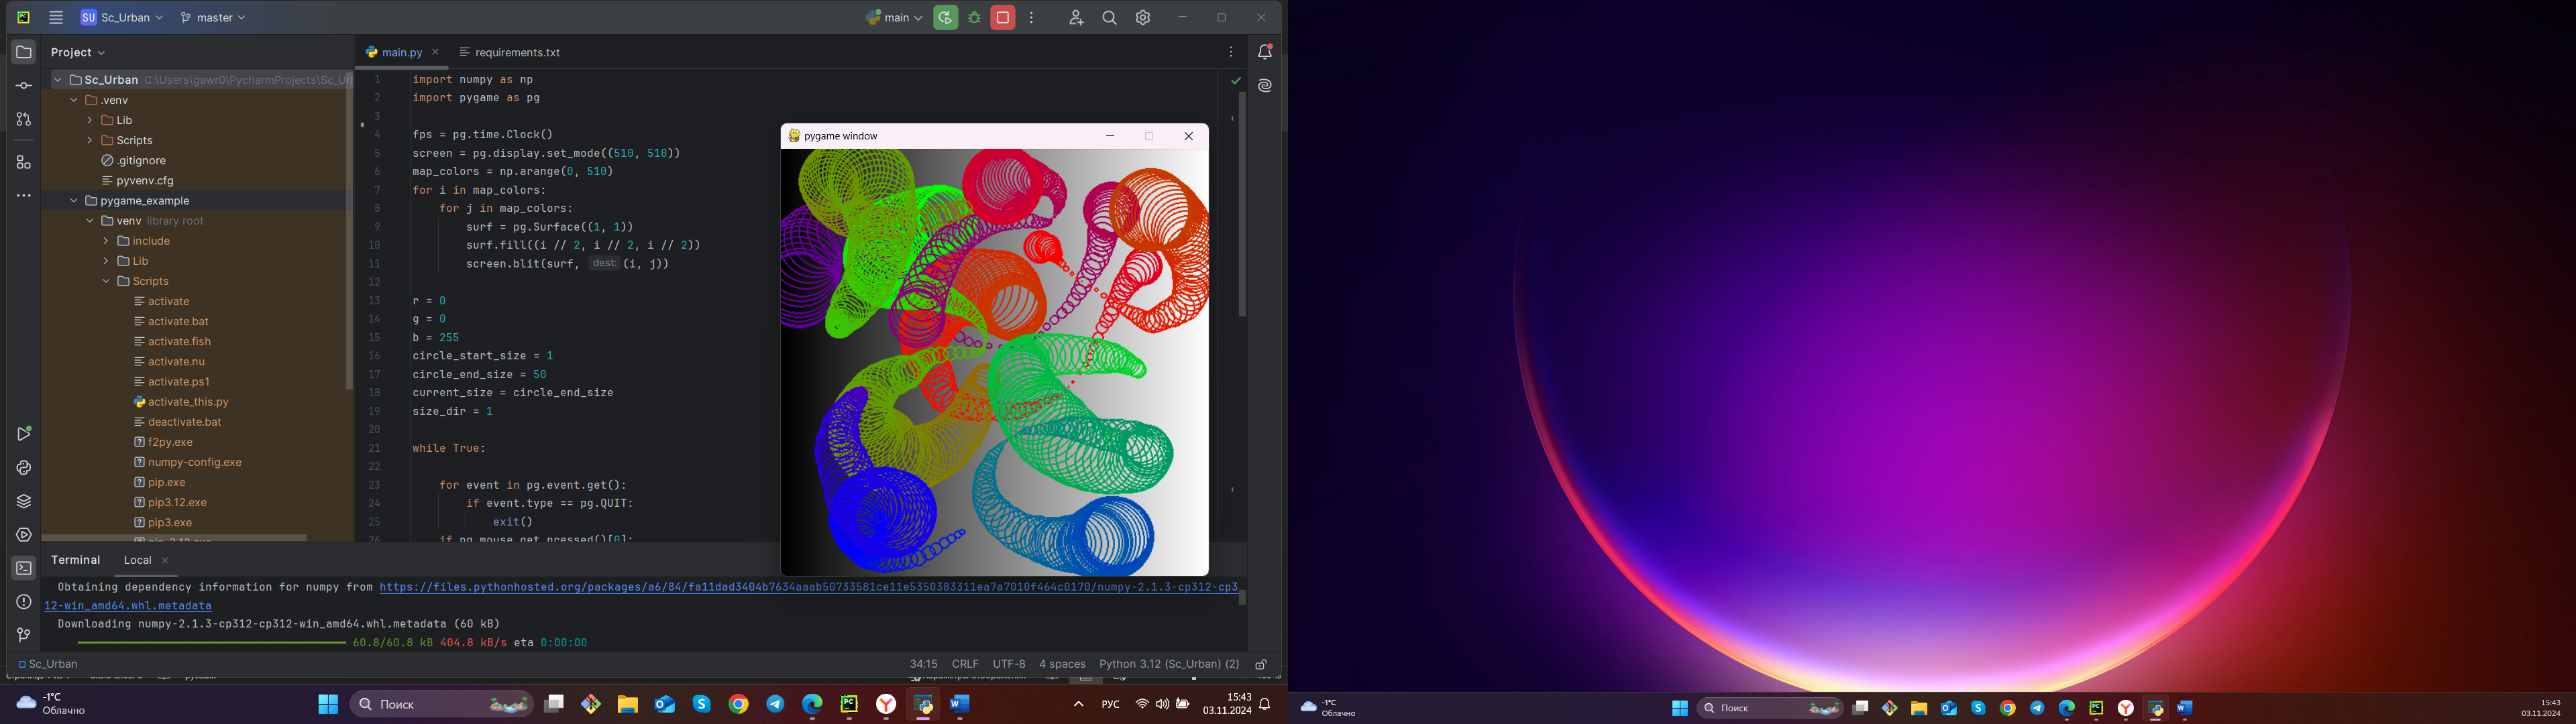 SU Sc_Urban master main
Project
main.py
requirements.txt
Sc_Urban C:\Users\gawr0\PycharmProjects\Sc_Ur
.venv
Lib
Scripts
.gitignore
pyvenv.cfg
pygame_example
venv library root
include
Lib
Scripts
activate
activate.bat
activate.fish
activate.nu
activate.ps1
activate_this.py
deactivate.bat
f2py.exe
numpy-config.exe
pip.exe
pip3.12.exe
pip3.exe
1 import numpy as np
2 import pygame as pg
3
4 fps = pg.time.Clock()
5 screen = pg.display.set_mode((510, 510))
6 map_colors = np.arange(0, 510)
7 for i in map_colors:
8 for j in map_colors:
9 surf = pg.Surface((1, 1))
10 surf.fill((i // 2, i // 2, i // 2))
11 screen.blit(surf, dest: (i, j))
12
13 r = 0
14 g = 0
15 b = 255
16 circle_start_size = 1
17 circle_end_size = 50
18 current_size = circle_end_size
19 size_dir = 1
20
21 while True:
22
23 for event in pg.event.get():
24 if event.type == pg.QUIT:
25 exit()
26 if pg.mouse.get_pressed()[0]:
pygame window
Terminal Local
Obtaining dependency information for numpy from https://files.pythonhosted.org/packages/a6/84/fa11dad3404b7634aaab50733581ce11e5350383311ea7a7010f464c0170/numpy-2.1.3-cp312-cp3
12-win_amd64.whl.metadata
Downloading numpy-2.1.3-cp312-cp312-win_amd64.whl.metadata (60 kB)
60.8/60.8 kB 404.8 kB/s eta 0:00:00
Sc_Urban
34:15 CRLF UTF-8 4 spaces Python 3.12 (Sc_Urban) (2)
-1°C
Облачно
Поиск
РУС
15:43
03.11.2024
-1°C
Облачно
Поиск
15:43
03.11.2024